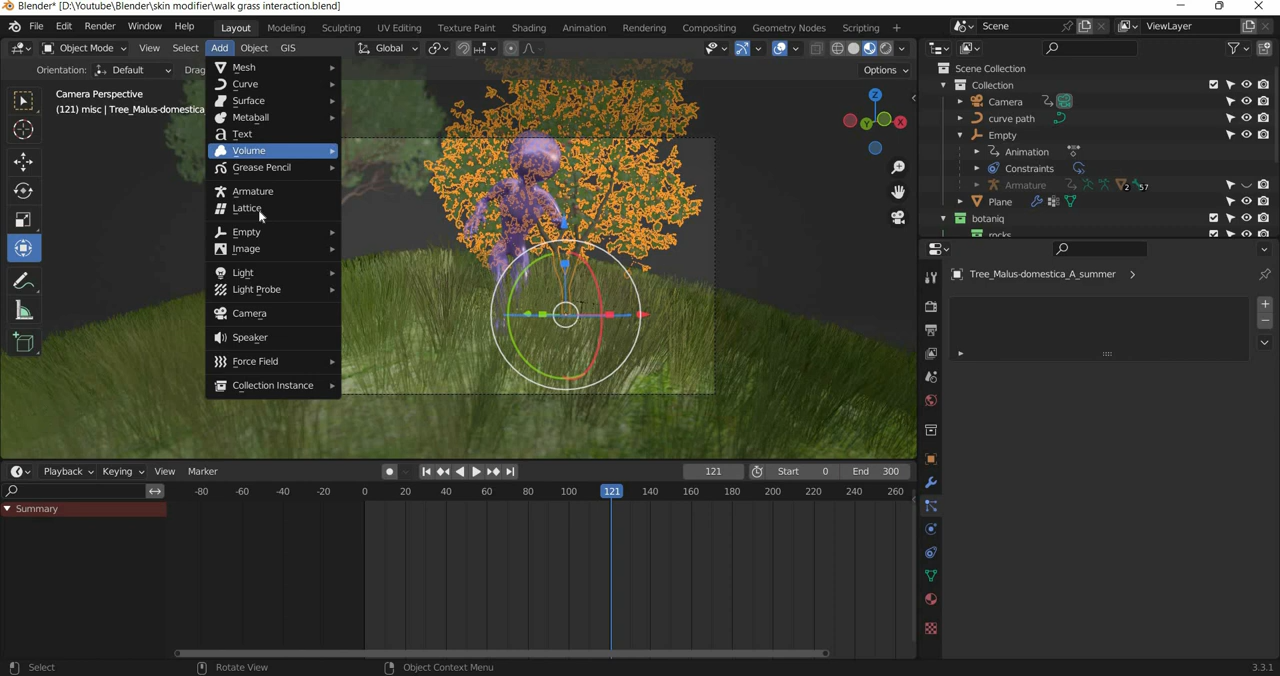 Blender* [D:\Youtube\Blender\skin modifier\walk grass interaction.blend]
File Edit Render Window Help Layout Modeling Sculpting UV Editing Texture Paint Shading Animation Rendering Compositing Geometry Nodes Scripting + Scene ViewLayer
Object Mode View Select Add Object GIS Global
Orientation: Default Drag Options
Camera Perspective
(121) misc | Tree_Malus-domestica
Mesh
Curve
Surface
Metaball
Text
Volume
Grease Pencil
Armature
Lattice
Empty
Image
Light
Light Probe
Camera
Speaker
Force Field
Collection Instance
Z
Y
X
Scene Collection
Collection
Camera
curve path
Empty
Animation
Constraints
Armature 2 57
Plane
botaniq
rocks
Tree_Malus-domestica_A_summer
Playback Keying View Marker 121 Start 0 End 300
-80 -60 -40 -20 0 20 40 60 80 100 121 140 160 180 200 220 240 260
Summary
Select Rotate View Object Context Menu 3.3.1